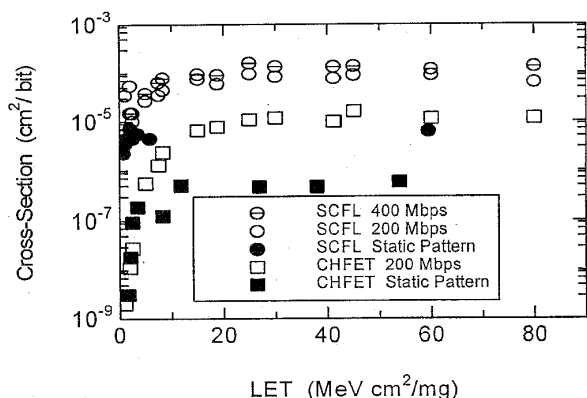 10⁻³
10⁻⁵
10⁻⁷
10⁻⁹
Cross-Section (cm²/ bit)
SCFL 400 Mbps
SCFL 200 Mbps
SCFL Static Pattern
CHFET 200 Mbps
CHFET Static Pattern
0 20 40 60 80
LET (MeV cm²/mg)